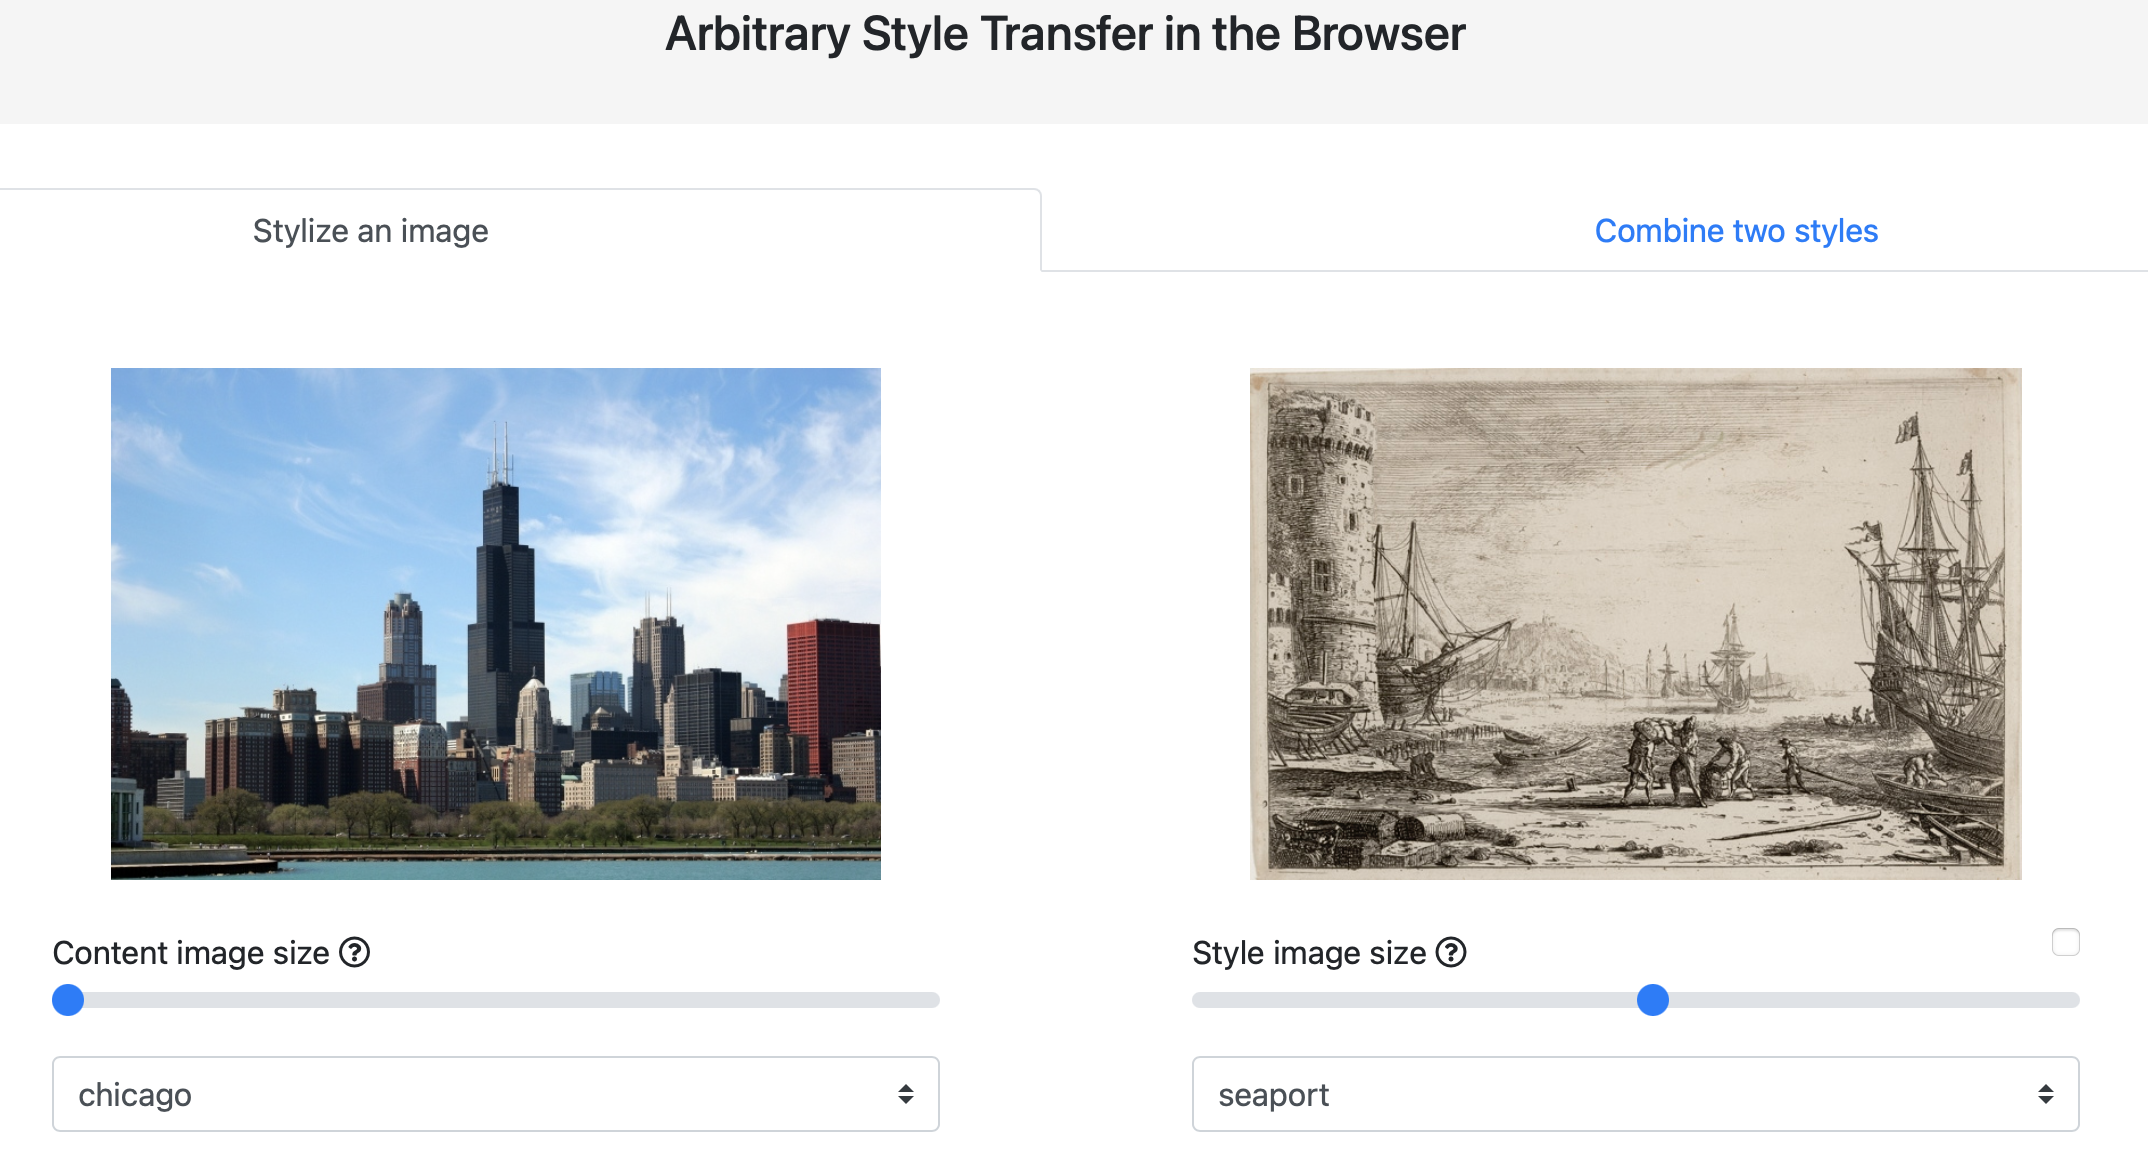 Arbitrary Style Transfer in the Browser
Stylize an image
Combine two styles
Content image size
Style image size
chicago
seaport